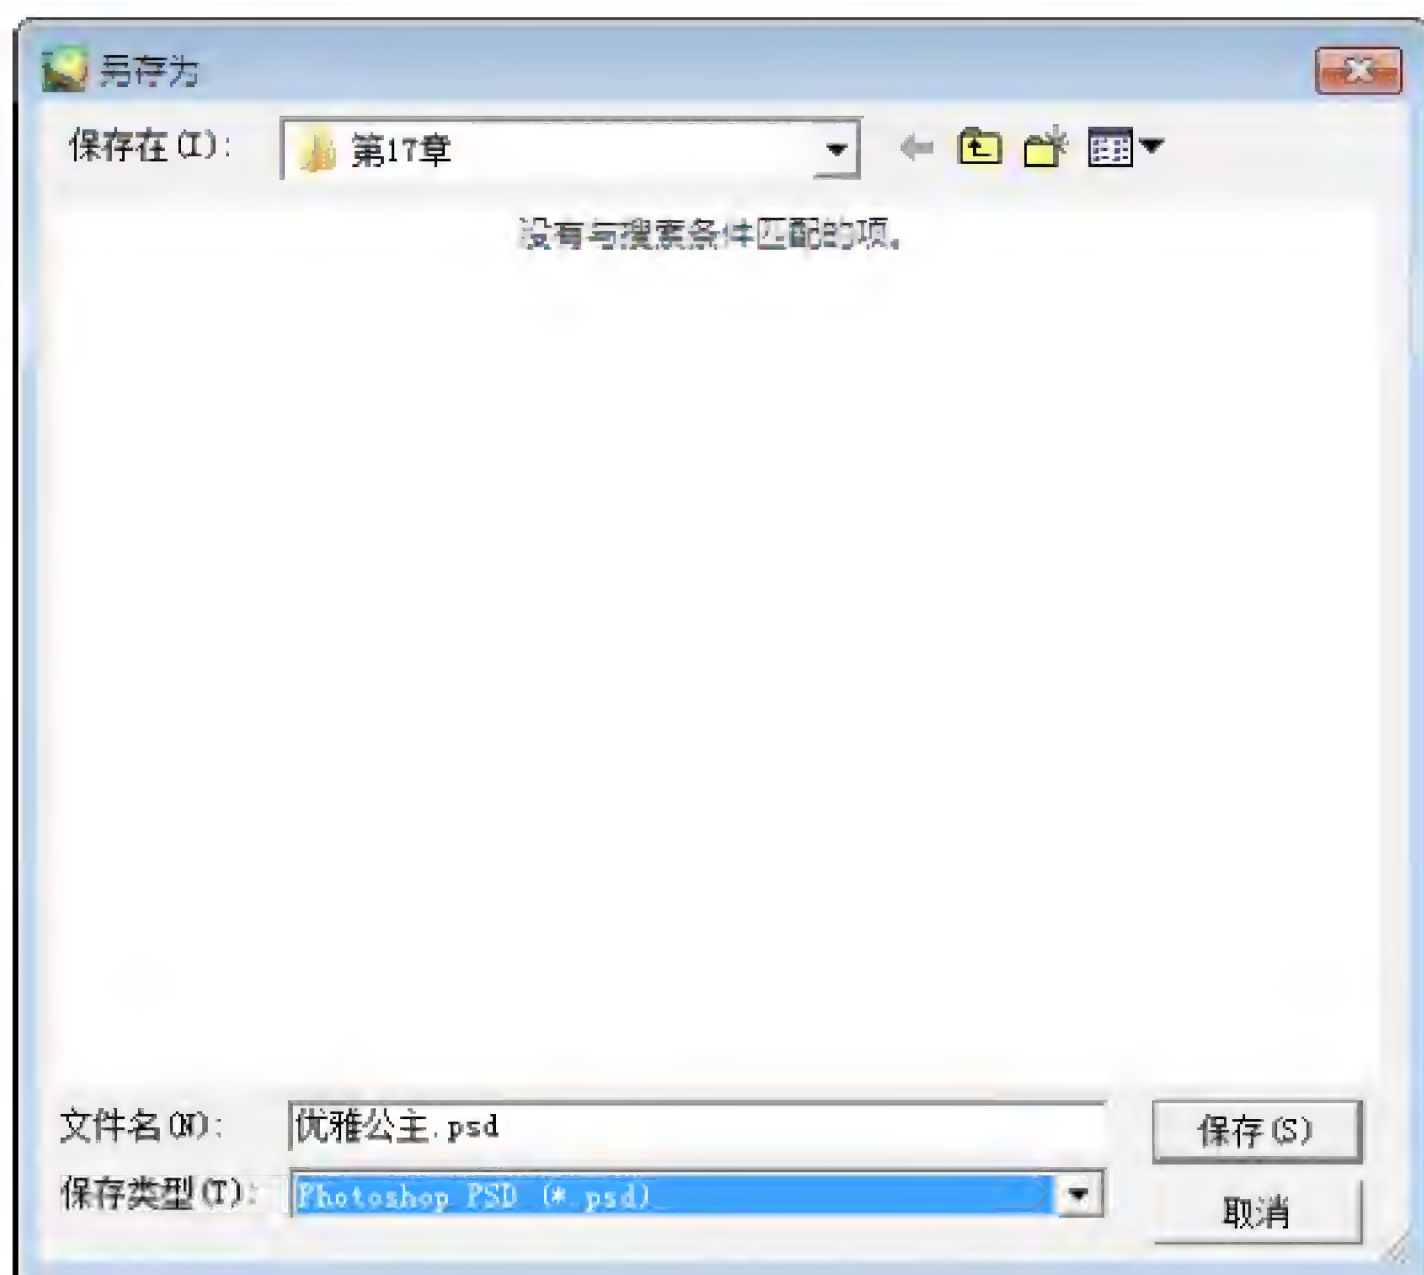 另存为
保存在(I): 第17章
没有与搜索条件匹配的项。
文件名(N): 优雅公主.psd 保存(S)
保存类型(T): Photoshop PSD (*.psd) 取消